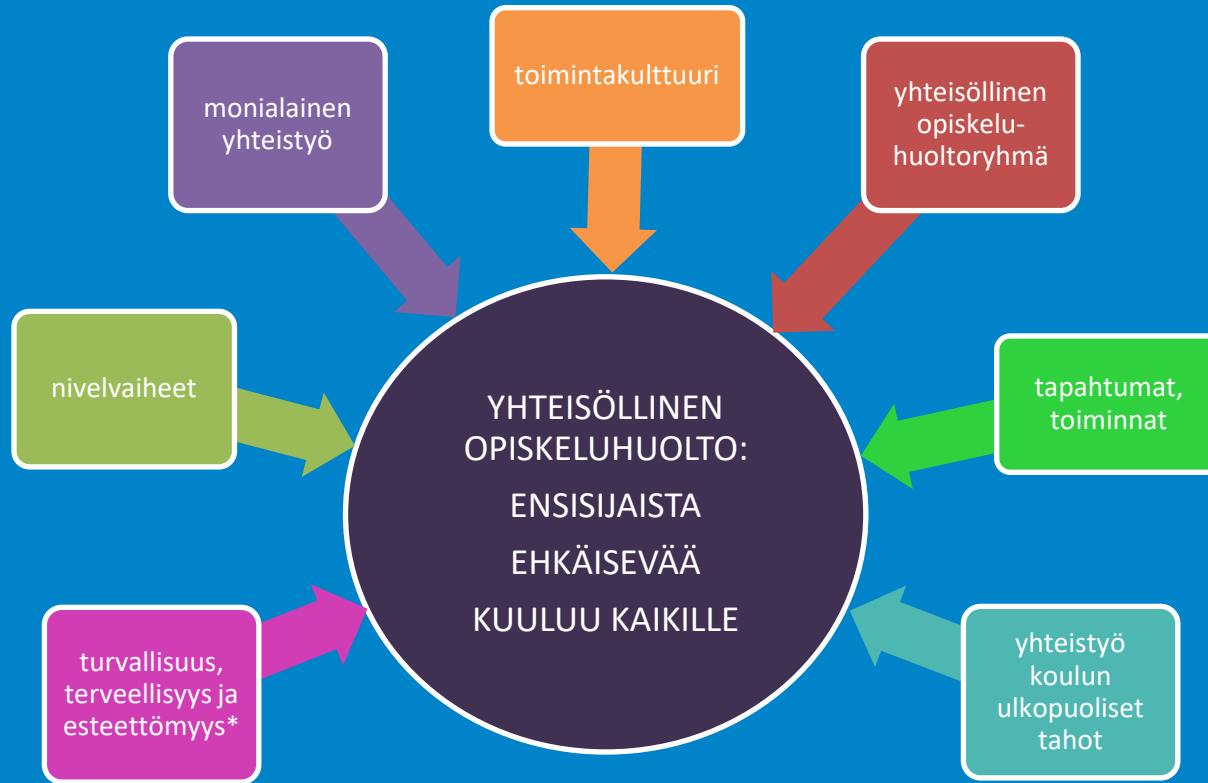 toimintakulttuuri
monialainen
yhteistyö
yhteisöllinen
opiskelu-
huoltoryhmä
nivelvaiheet
tapahtumat,
toiminnat
YHTEISÖLLINEN
OPISKELUHUOLTO:
ENSISIJAISTA
EHKÄISEVÄÄ
KUULUU KAIKILLE
turvallisuus,
terveellisyys ja
esteettömyys*
yhteistyö
koulun
ulkopuoliset
tahot